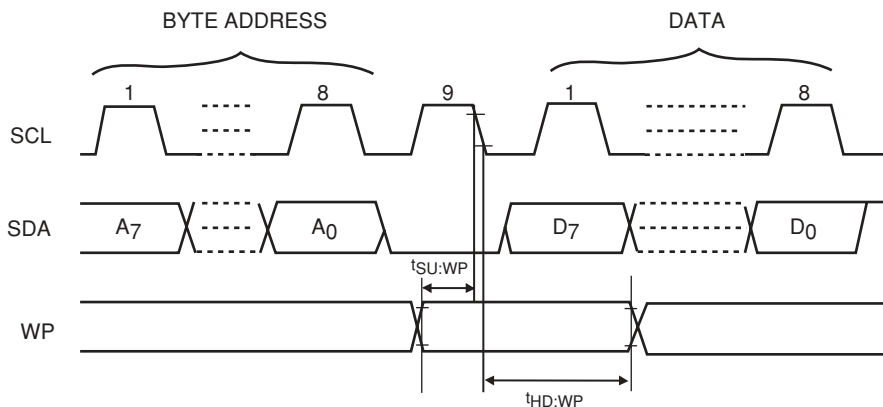 BYTE ADDRESS DATA
1 8 9 1 8
SCL
SDA A7 A0 D7 D0
tSU:WP
WP
tHD:WP